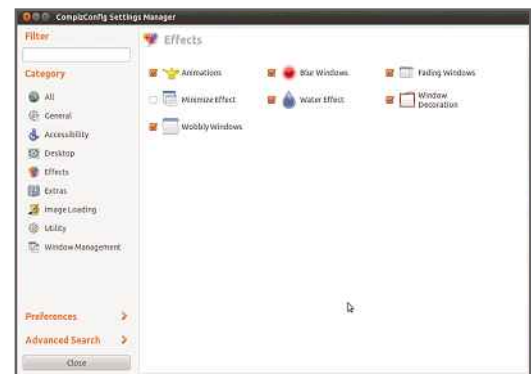 CompizConfig Settings Manager
Filter
Category
All
General
Accessibility
Desktop
Effects
Extras
Image Loading
Utility
Window Management
Preferences
Advanced Search
Close
Effects
Animations
Blur Windows
Fading Windows
Minimize Effect
Water Effect
Window
Decoration
Wobbly Windows